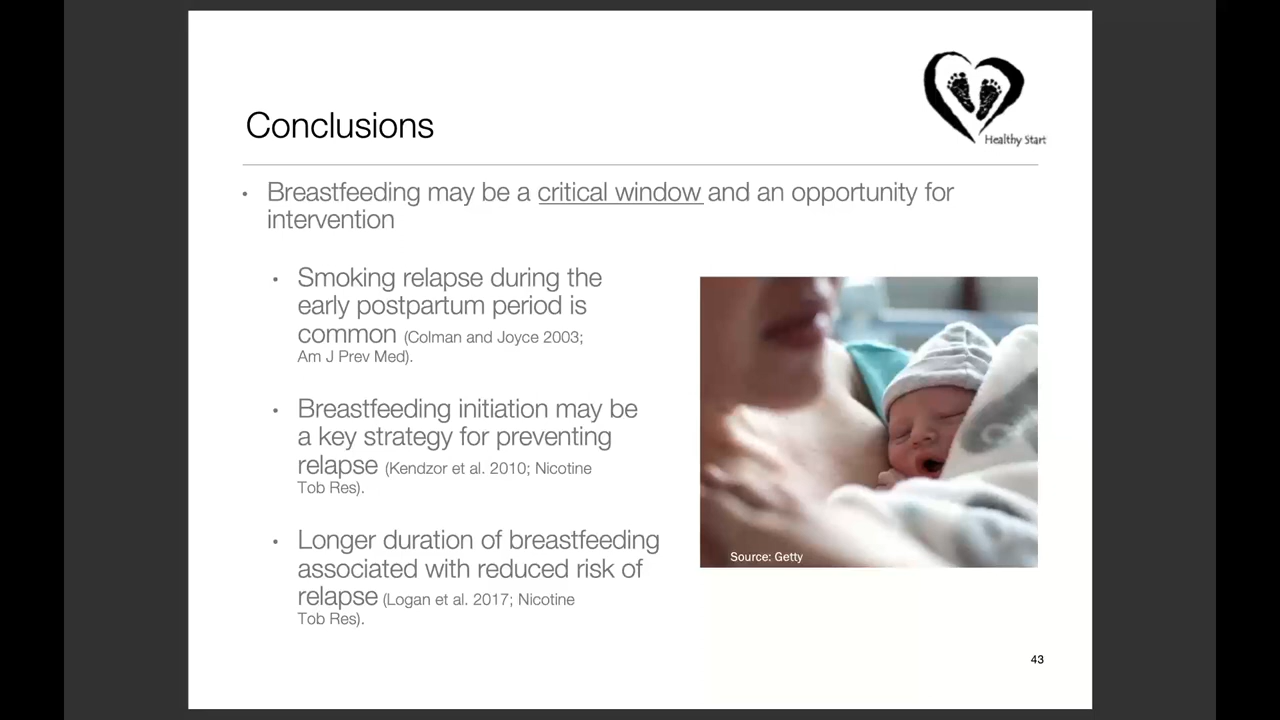 Healthy Start
Conclusions
• Breastfeeding may be a critical window and an opportunity for
intervention
• Smoking relapse during the
early postpartum period is
common (Colman and Joyce 2003;
Am J Prev Med).
• Breastfeeding initiation may be
a key strategy for preventing
relapse (Kendzor et al. 2010; Nicotine
Tob Res).
• Longer duration of breastfeeding
associated with reduced risk of
relapse (Logan et al. 2017; Nicotine
Tob Res).
Source: Getty
43